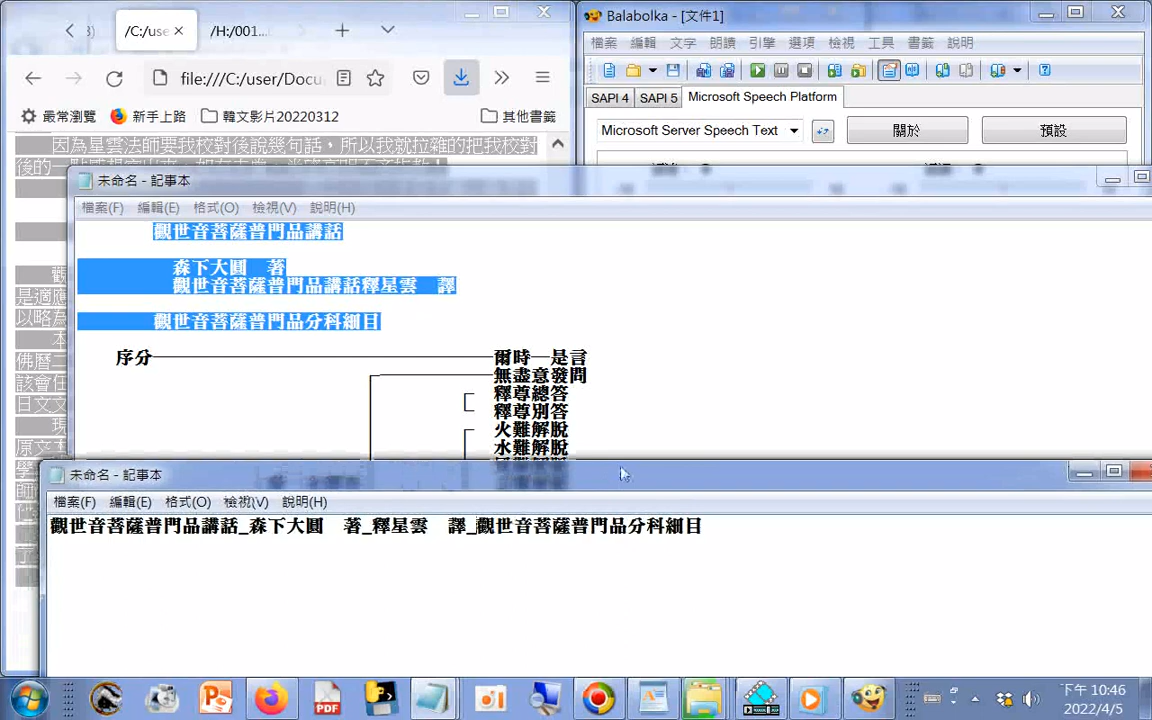 /C:/use
/H:/001...
file:///C:/user/Docu
最常瀏覽 新手上路 韓文影片20220312 其他書籤
因為星雲法師要我校對後說幾句話，所以我就拉雜的把我校對
Balabolka - [文件1]
檔案 編輯 文字 朗讀 引擎 選項 檢視 工具 書籤 說明
SAPI 4 SAPI 5 Microsoft Speech Platform
Microsoft Server Speech Text 關於 預設
未命名 - 記事本
檔案(F) 編輯(E) 格式(O) 檢視(V) 說明(H)
觀世音菩薩普門品講話
森下大圓 著
觀世音菩薩普門品講話釋星雲 譯
觀世音菩薩普門品分科細目
序分 爾時—是言
無盡意發問
釋尊總答
釋尊別答
火難解脫
水難解脫
未命名 - 記事本
檔案(F) 編輯(E) 格式(O) 檢視(V) 說明(H)
觀世音菩薩普門品講話_森下大圓 著_釋星雲 譯_觀世音菩薩普門品分科細目
下午 10:46
2022/4/5